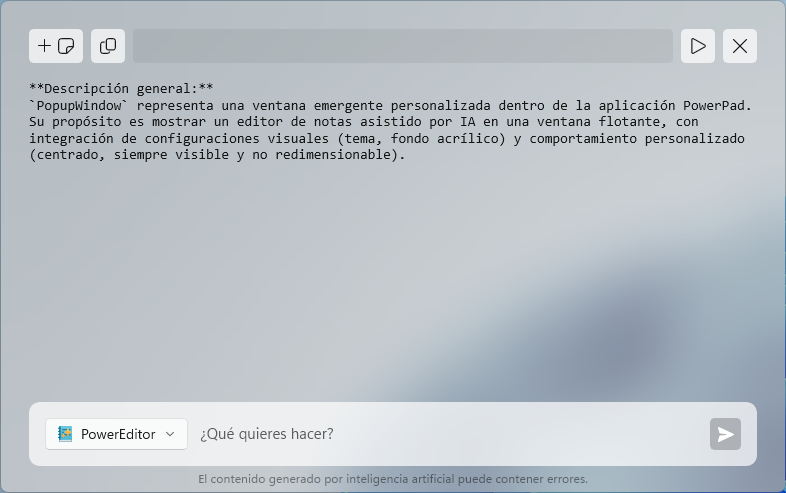 **Descripción general:**
`PopupWindow` representa una ventana emergente personalizada dentro de la aplicación PowerPad.
Su propósito es mostrar un editor de notas asistido por IA en una ventana flotante, con
integración de configuraciones visuales (tema, fondo acrílico) y comportamiento personalizado
(centrado, siempre visible y no redimensionable).
PowerEditor ¿Qué quieres hacer?
El contenido generado por inteligencia artificial puede contener errores.